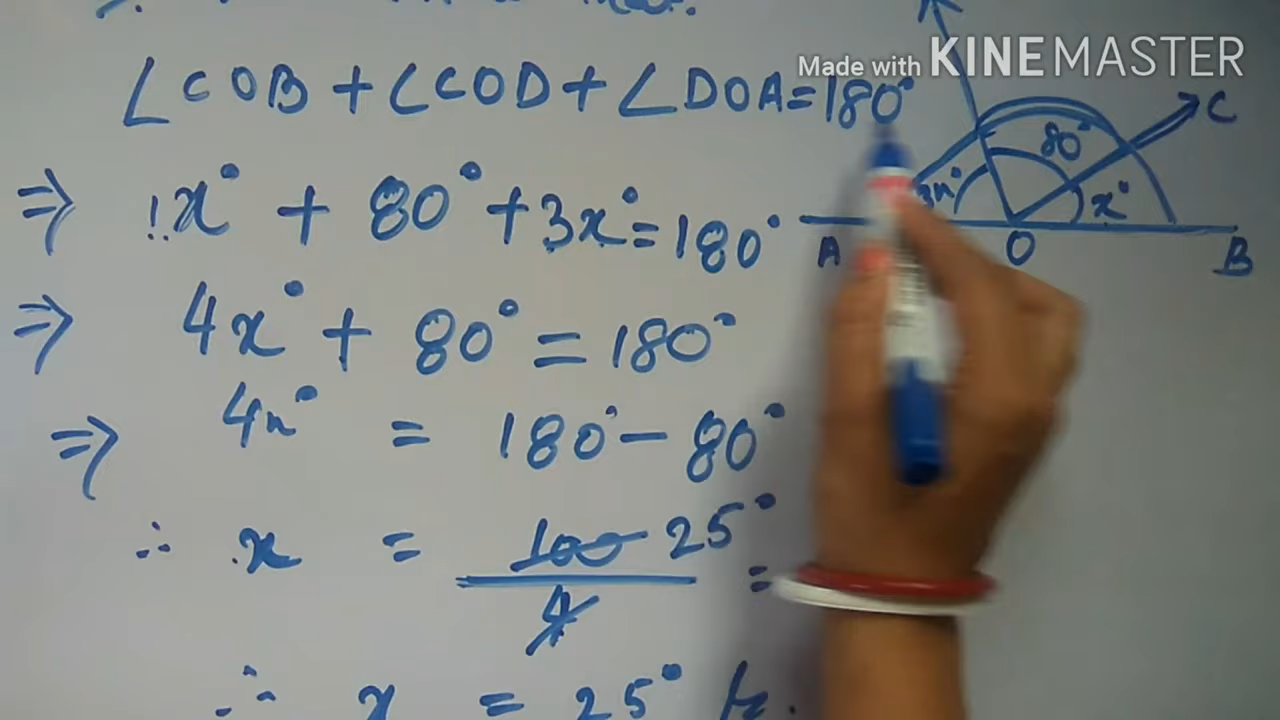 Made with KINEMASTER
∠COB + ∠COD + ∠DOA = 180°
⇒ x° + 80° + 3x° = 180°
⇒ 4x° + 80° = 180°
⇒ 4x° = 180° - 80°
∴ x = 100/4 25° =
∴ x = 25°
C
80°
3x° x°
A O B